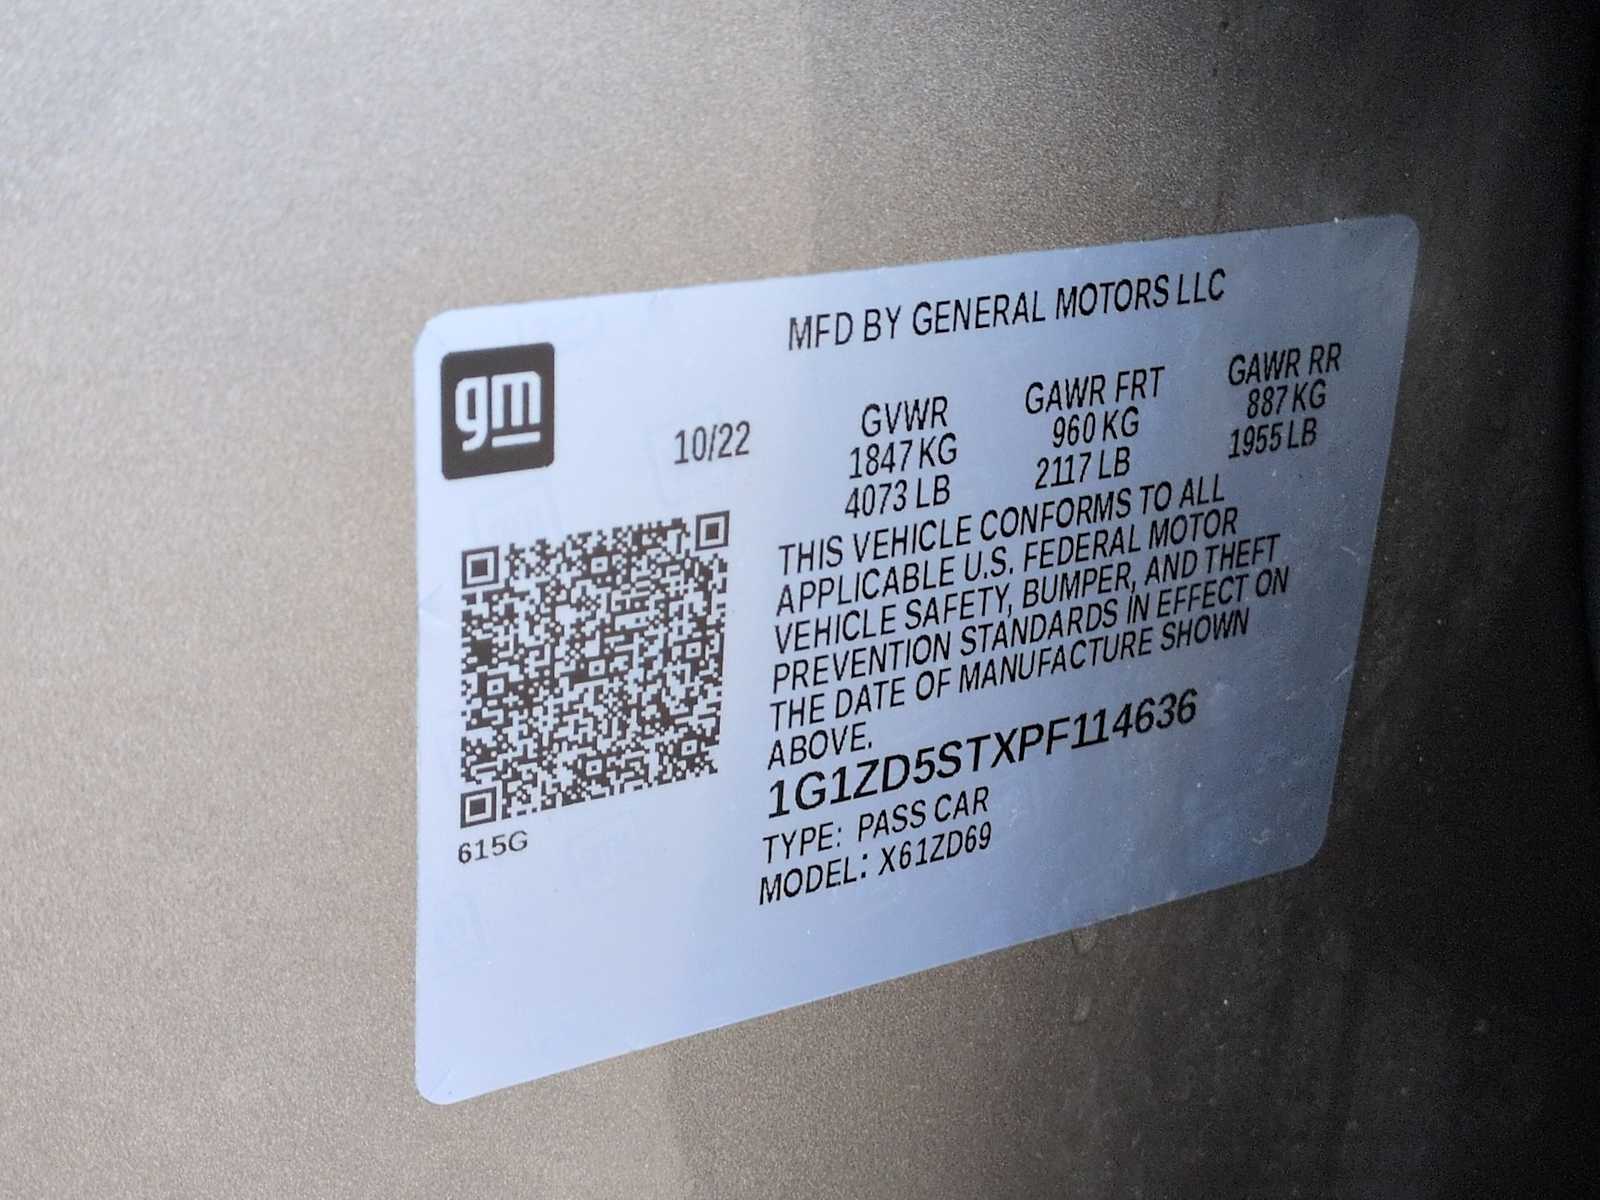 MFD BY GENERAL MOTORS LLC
gm
10/22
GVWR GAWR FRT GAWR RR
1847 KG 960 KG 887 KG
4073 LB 2117 LB 1955 LB
THIS VEHICLE CONFORMS TO ALL
APPLICABLE U.S. FEDERAL MOTOR
VEHICLE SAFETY, BUMPER, AND THEFT
PREVENTION STANDARDS IN EFFECT ON
THE DATE OF MANUFACTURE SHOWN
ABOVE.
1G1ZD5STXPF114636
TYPE: PASS CAR
MODEL: X61ZD69
615G